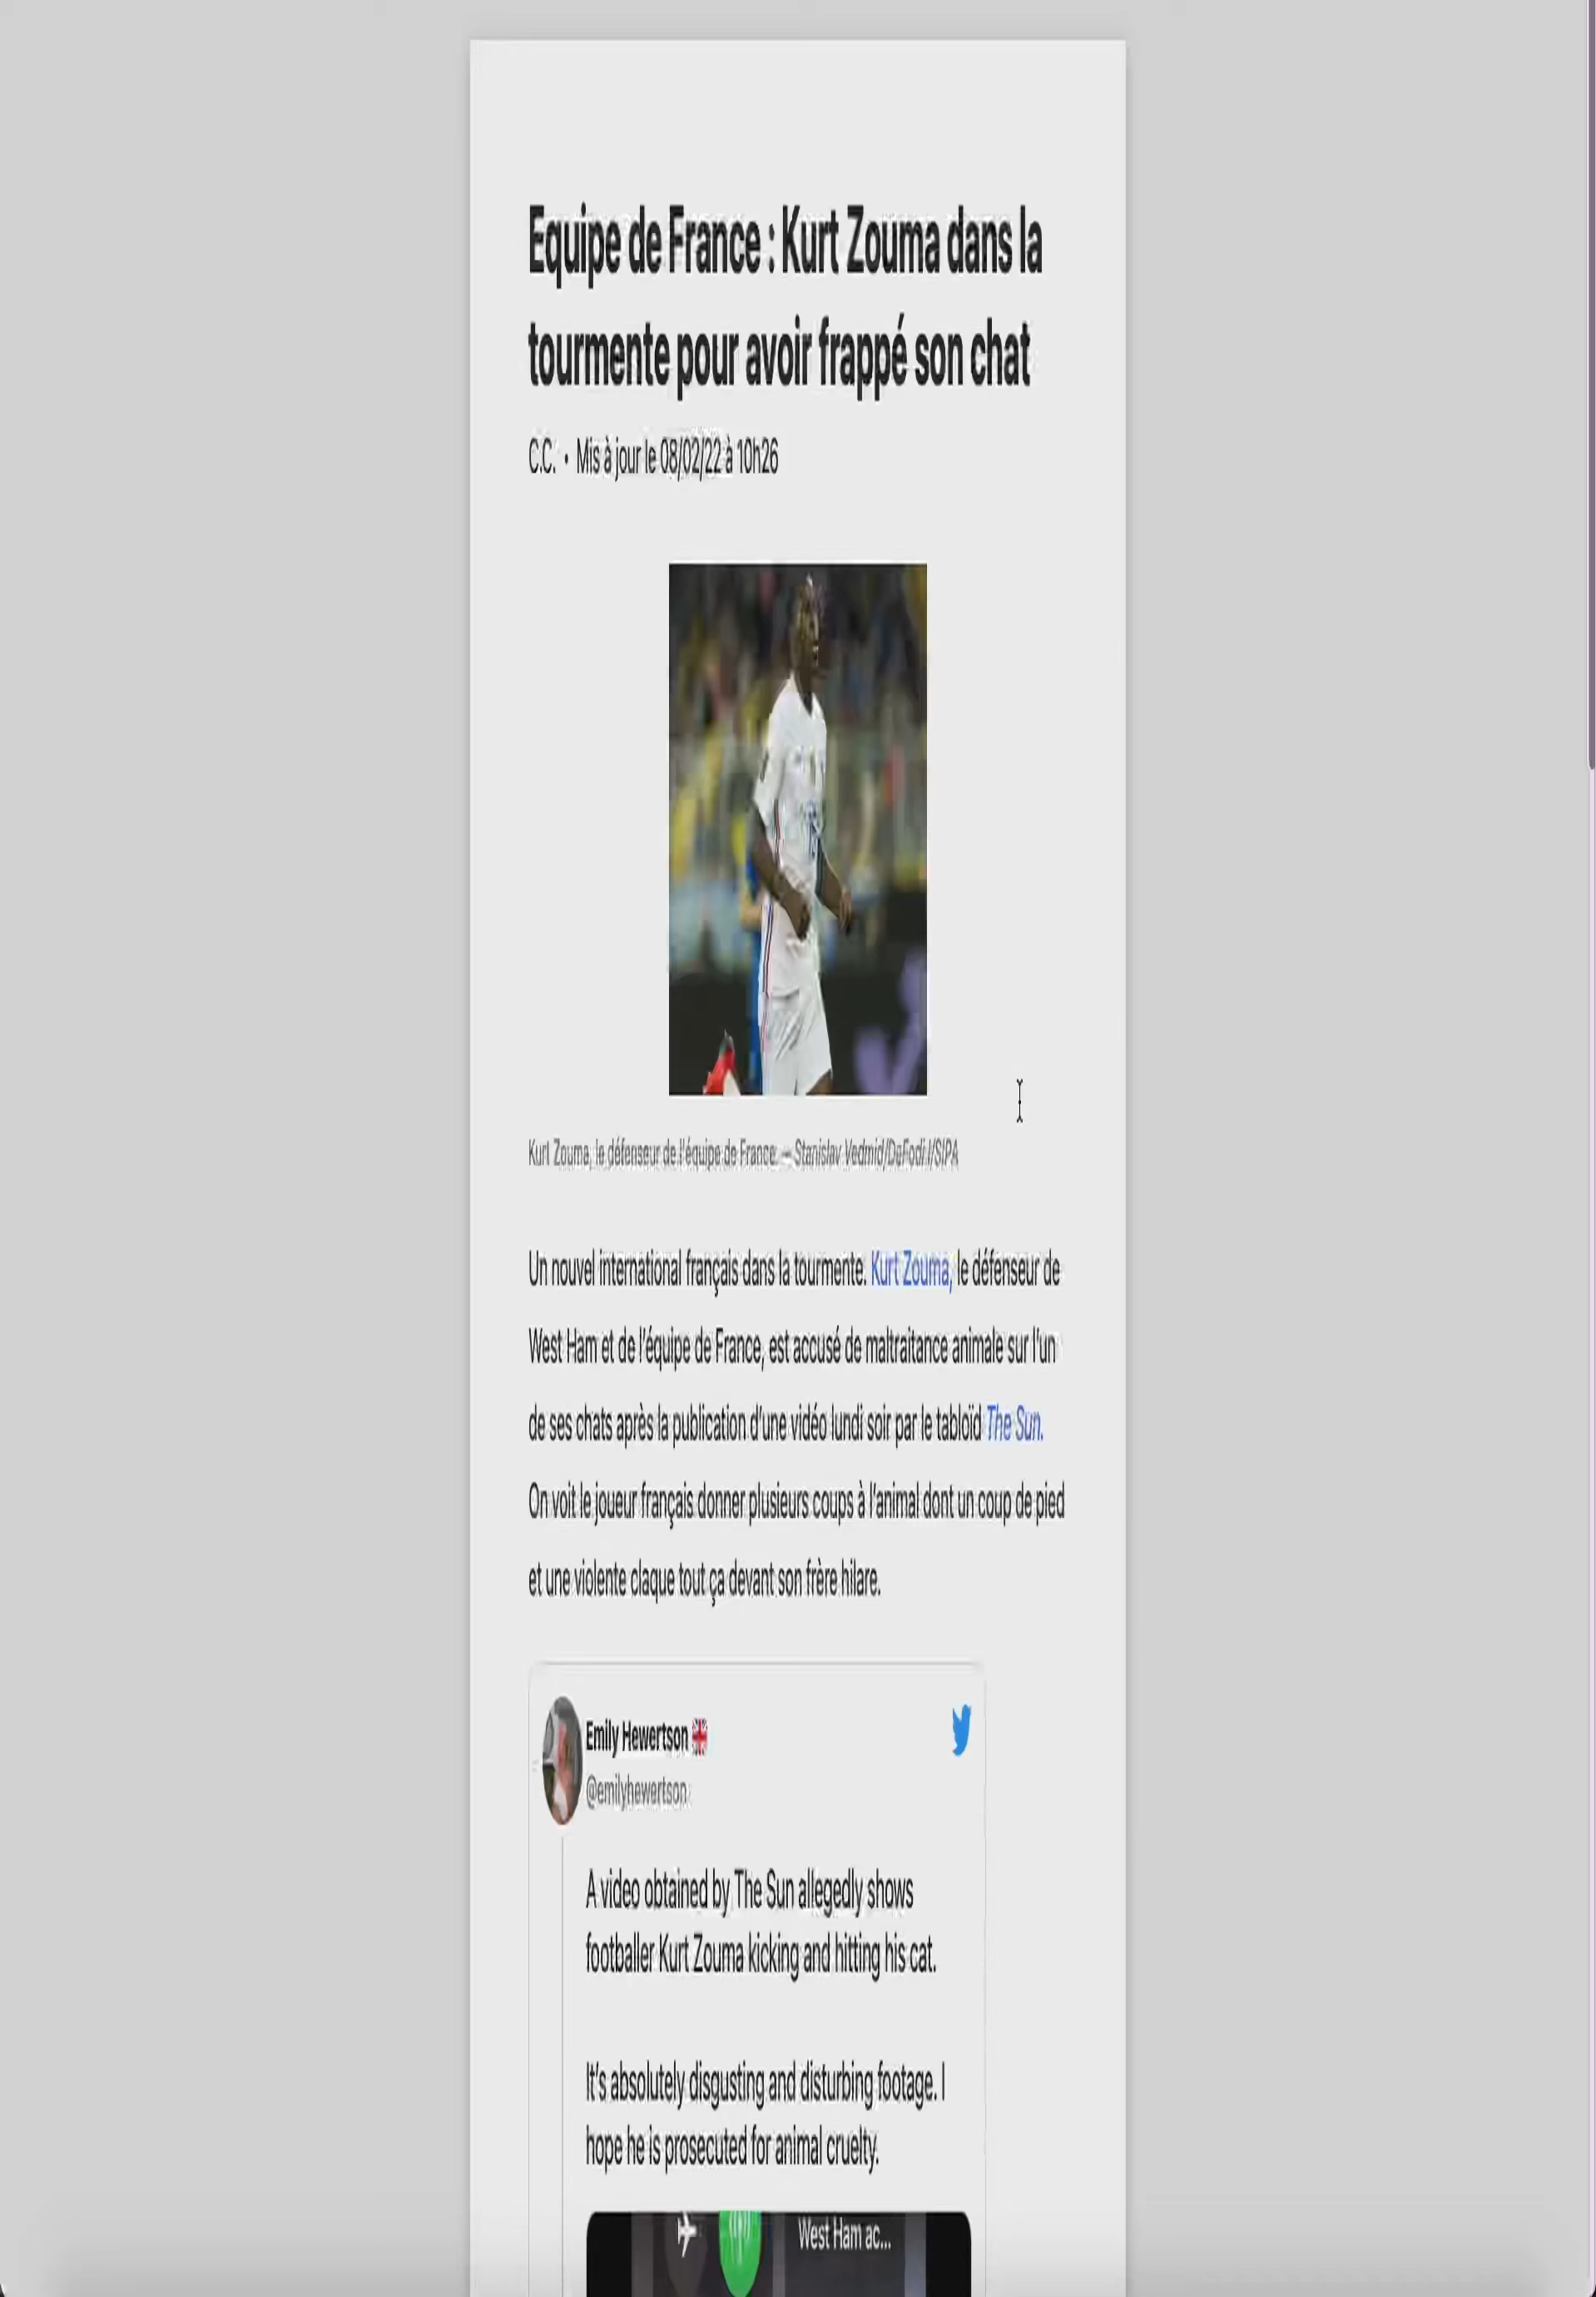 Equipe de France : Kurt Zouma dans la
tourmente pour avoir frappé son chat
C.C. • Mis à jour le 08/02/22 à 10h26
Kurt Zouma, le défenseur de l'équipe de France. — Stanislav Vedmid/DeFodi I/SIPA
Un nouvel international français dans la tourmente. Kurt Zouma, le défenseur de
West Ham et de l'équipe de France, est accusé de maltraitance animale sur l'un
de ses chats après la publication d'une vidéo lundi soir par le tabloïd The Sun.
On voit le joueur français donner plusieurs coups à l'animal dont un coup de pied
et une violente claque tout ça devant son frère hilare.
Emily Hewertson 🇬🇧
@emilyhewertson
A video obtained by The Sun allegedly shows
footballer Kurt Zouma kicking and hitting his cat.
It's absolutely disgusting and disturbing footage. I
hope he is prosecuted for animal cruelty.
West Ham ac...